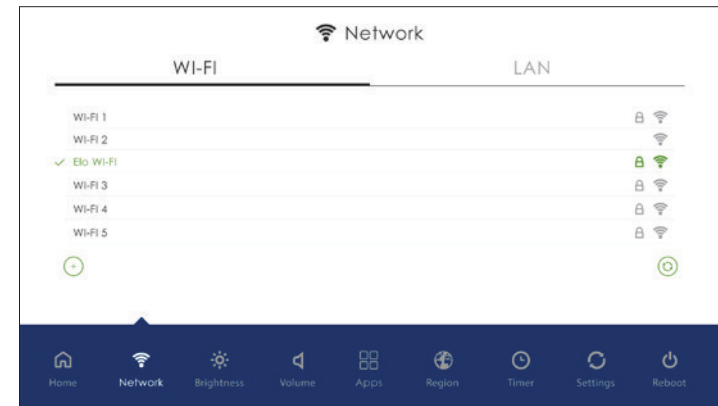 Network
WI-FI LAN
WI-FI 1
WI-FI 2
Elo WI-FI
WI-FI 3
WI-FI 4
WI-FI 5
Home Network Brightness Volume Apps Region Timer Settings Reboot